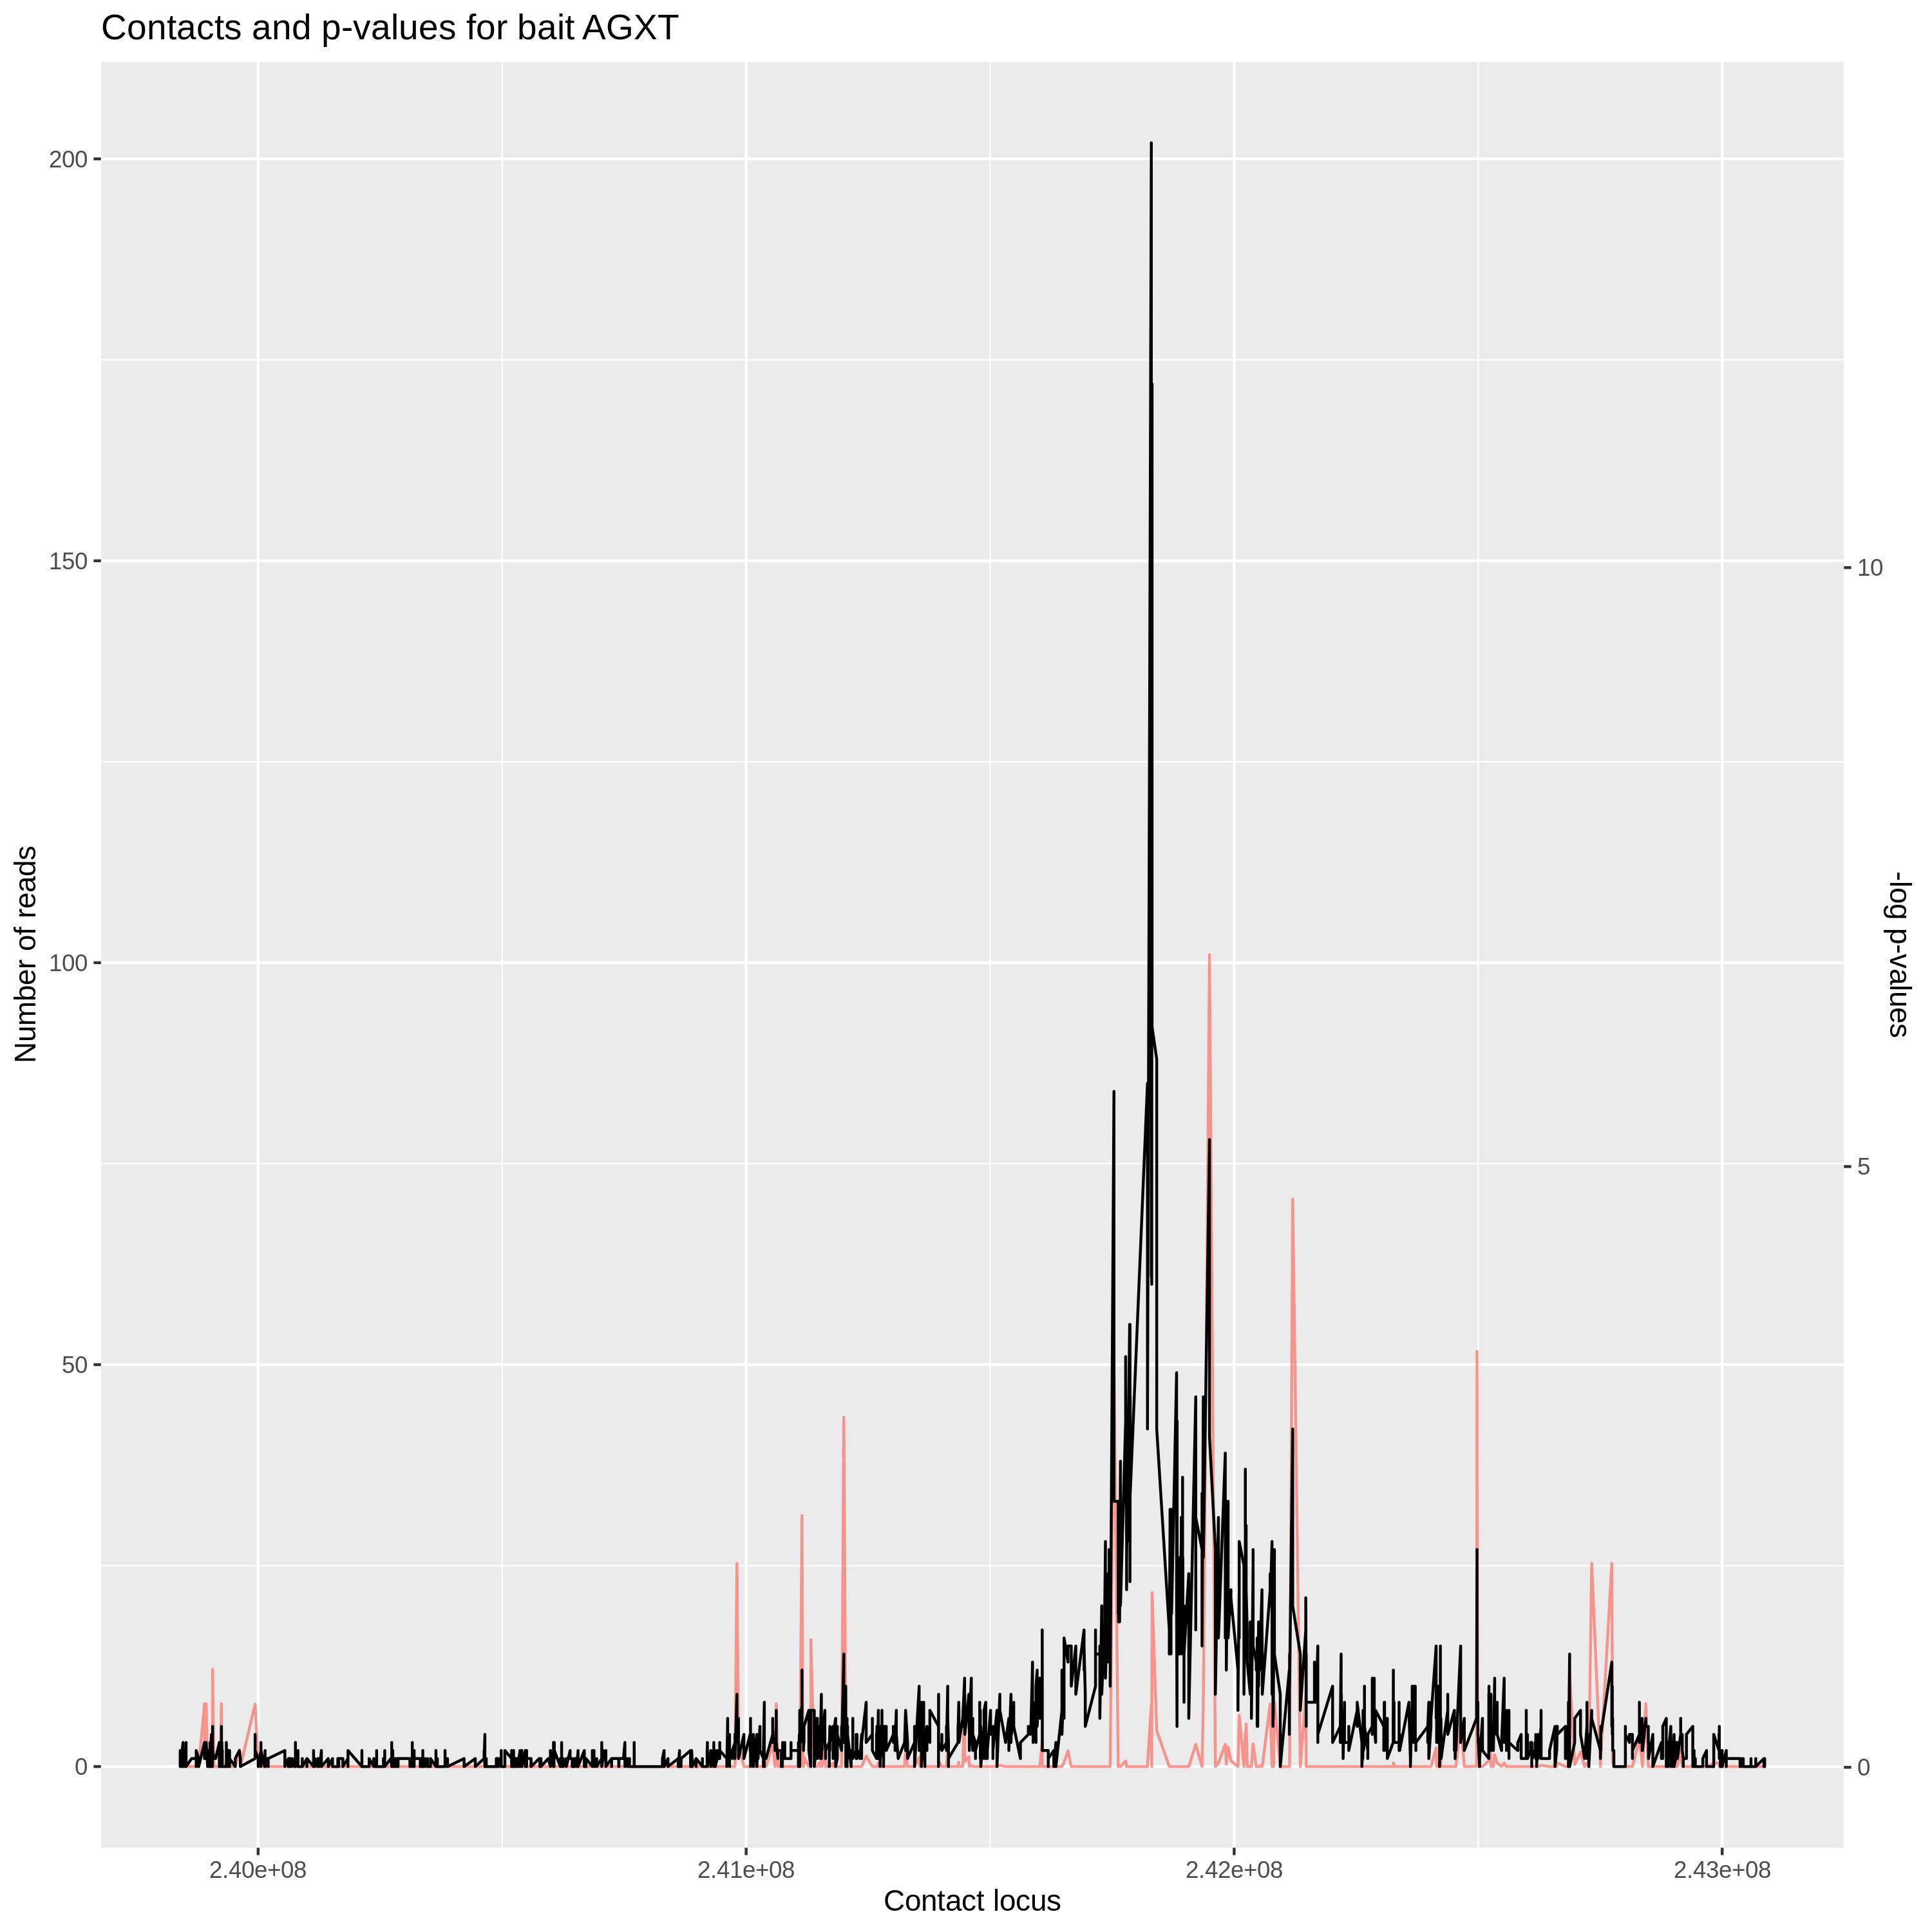 Contacts and p-values for bait AGXT
200
150
100
50
0
10
5
0
Number of reads
-log p-values
2.40e+08
2.41e+08
2.42e+08
2.43e+08
Contact locus